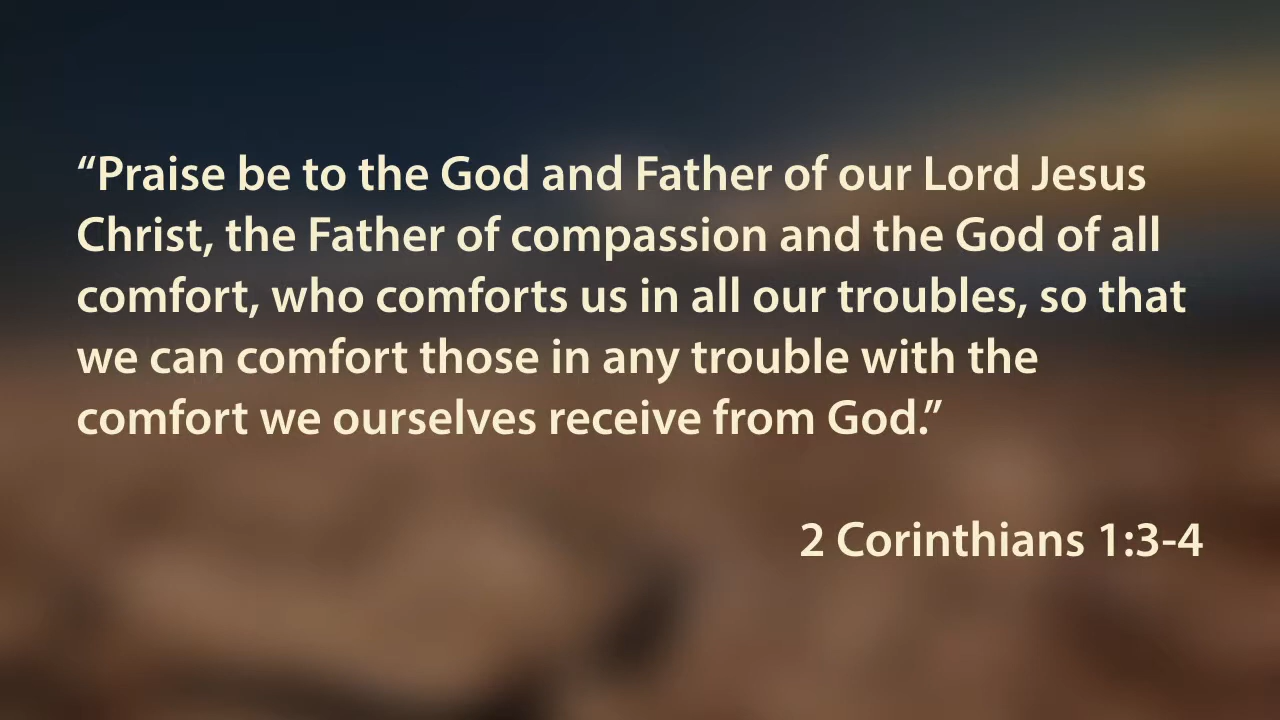 “Praise be to the God and Father of our Lord Jesus
Christ, the Father of compassion and the God of all
comfort, who comforts us in all our troubles, so that
we can comfort those in any trouble with the
comfort we ourselves receive from God.”
2 Corinthians 1:3-4